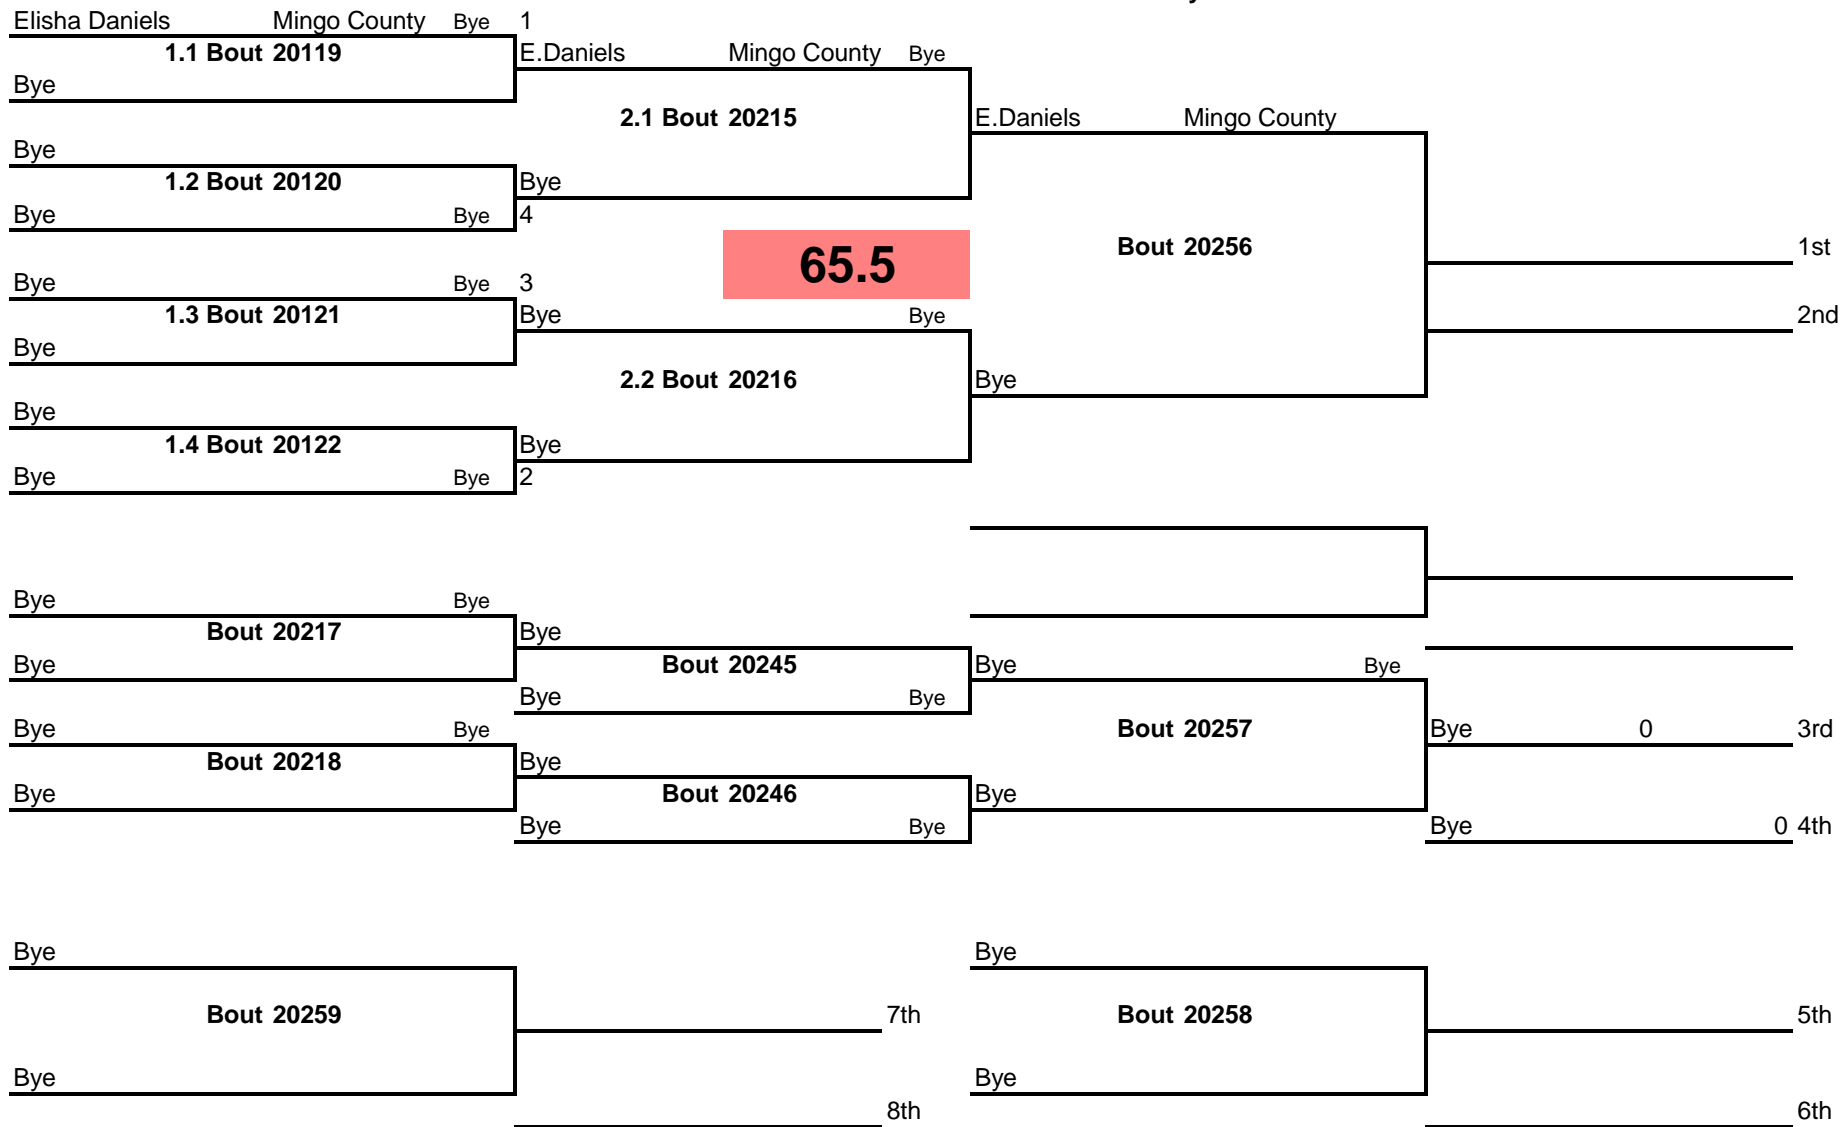 Elisha Daniels Mingo County Bye 1
1.1 Bout 20119 E.Daniels Mingo County Bye
Bye
2.1 Bout 20215 E.Daniels Mingo County
Bye
1.2 Bout 20120 Bye
Bye Bye 4
65.5 Bout 20256 1st
Bye Bye 3
1.3 Bout 20121 Bye Bye 2nd
Bye
2.2 Bout 20216 Bye
Bye
1.4 Bout 20122 Bye
Bye Bye 2
Bye Bye
Bout 20217 Bye
Bye Bout 20245 Bye Bye
Bye Bye
Bye Bye Bout 20257 Bye 0 3rd
Bout 20218 Bye
Bye Bout 20246 Bye
Bye Bye Bye 0 4th
Bye Bye
Bout 20259 7th Bout 20258 5th
Bye Bye
8th 6th